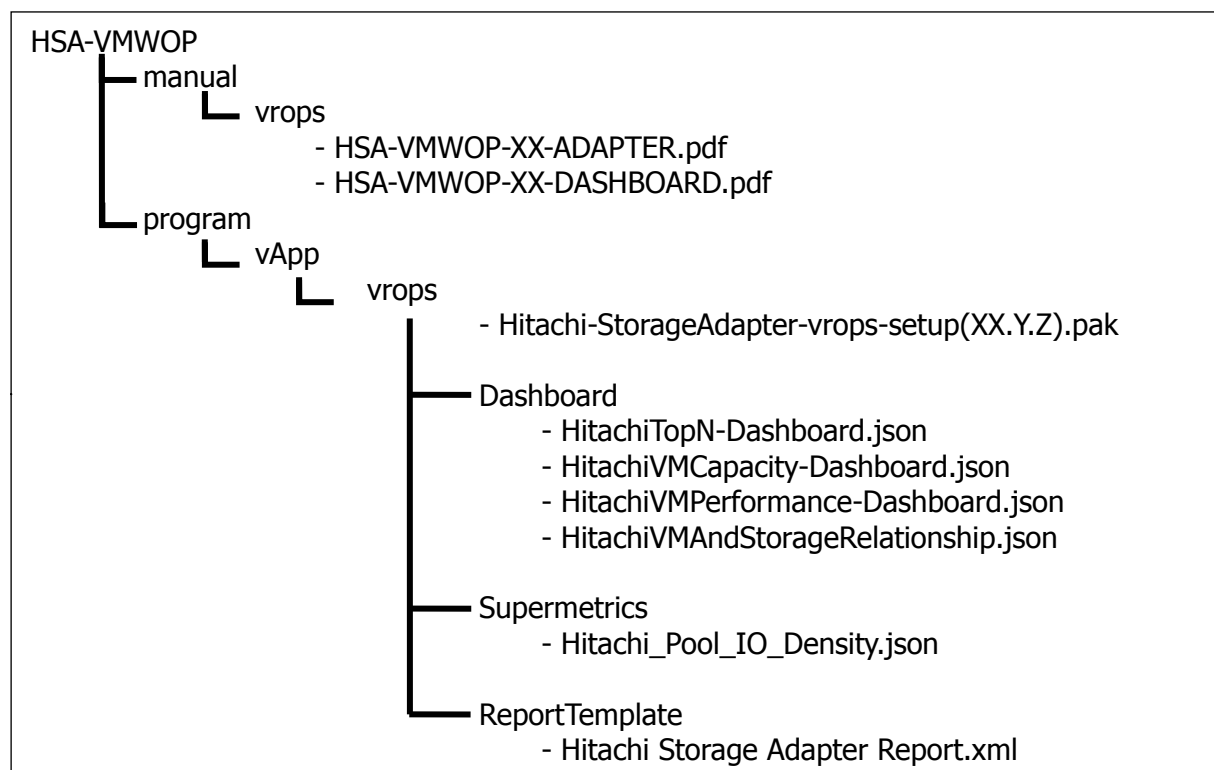 HSA-VMWOP
manual
vrops
- HSA-VMWOP-XX-ADAPTER.pdf
- HSA-VMWOP-XX-DASHBOARD.pdf
program
vApp
vrops
- Hitachi-StorageAdapter-vrops-setup(XX.Y.Z).pak
Dashboard
- HitachiTopN-Dashboard.json
- HitachiVMCapacity-Dashboard.json
- HitachiVMPerformance-Dashboard.json
- HitachiVMAndStorageRelationship.json
Supermetrics
- Hitachi_Pool_IO_Density.json
ReportTemplate
- Hitachi Storage Adapter Report.xml